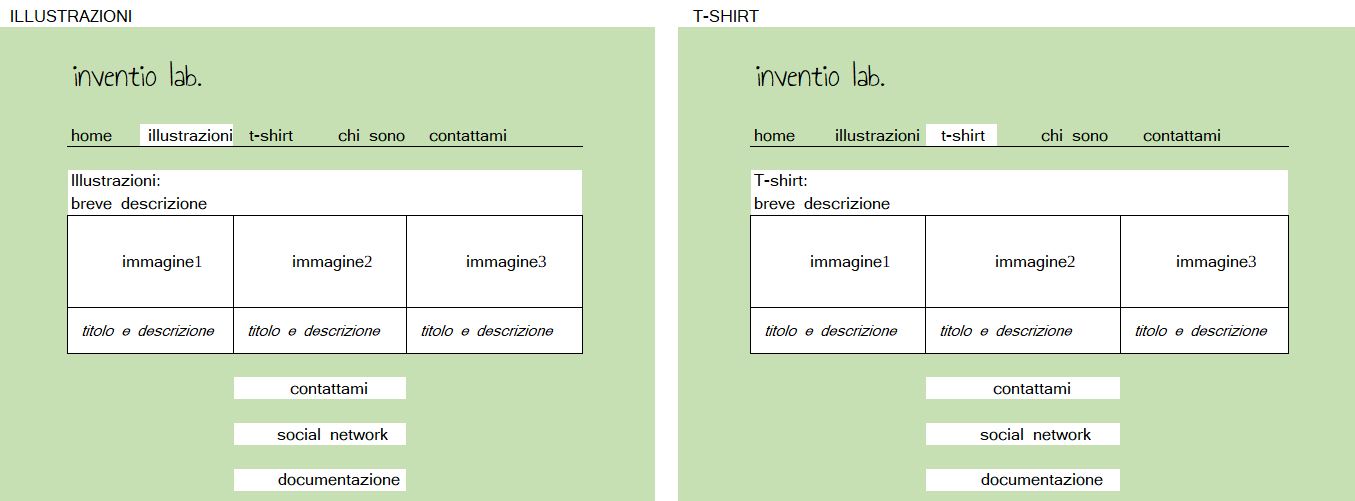 ILLUSTRAZIONI
inventio lab.
home illustrazioni t-shirt chi sono contattami
Illustrazioni:
breve descrizione
immagine1 immagine2 immagine3
titolo e descrizione titolo e descrizione titolo e descrizione
contattami
social network
documentazione
T-SHIRT
inventio lab.
home illustrazioni t-shirt chi sono contattami
T-shirt:
breve descrizione
immagine1 immagine2 immagine3
titolo e descrizione titolo e descrizione titolo e descrizione
contattami
social network
documentazione